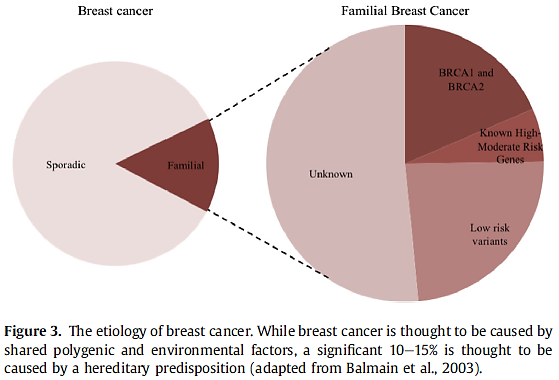 Breast cancer
Familial Breast Cancer
Sporadic
Familial
Unknown
BRCA1 and
BRCA2
Known High-
Moderate Risk
Genes
Low risk
variants
Figure 3. The etiology of breast cancer. While breast cancer is thought to be caused by
shared polygenic and environmental factors, a significant 10–15% is thought to be
caused by a hereditary predisposition (adapted from Balmain et al., 2003).